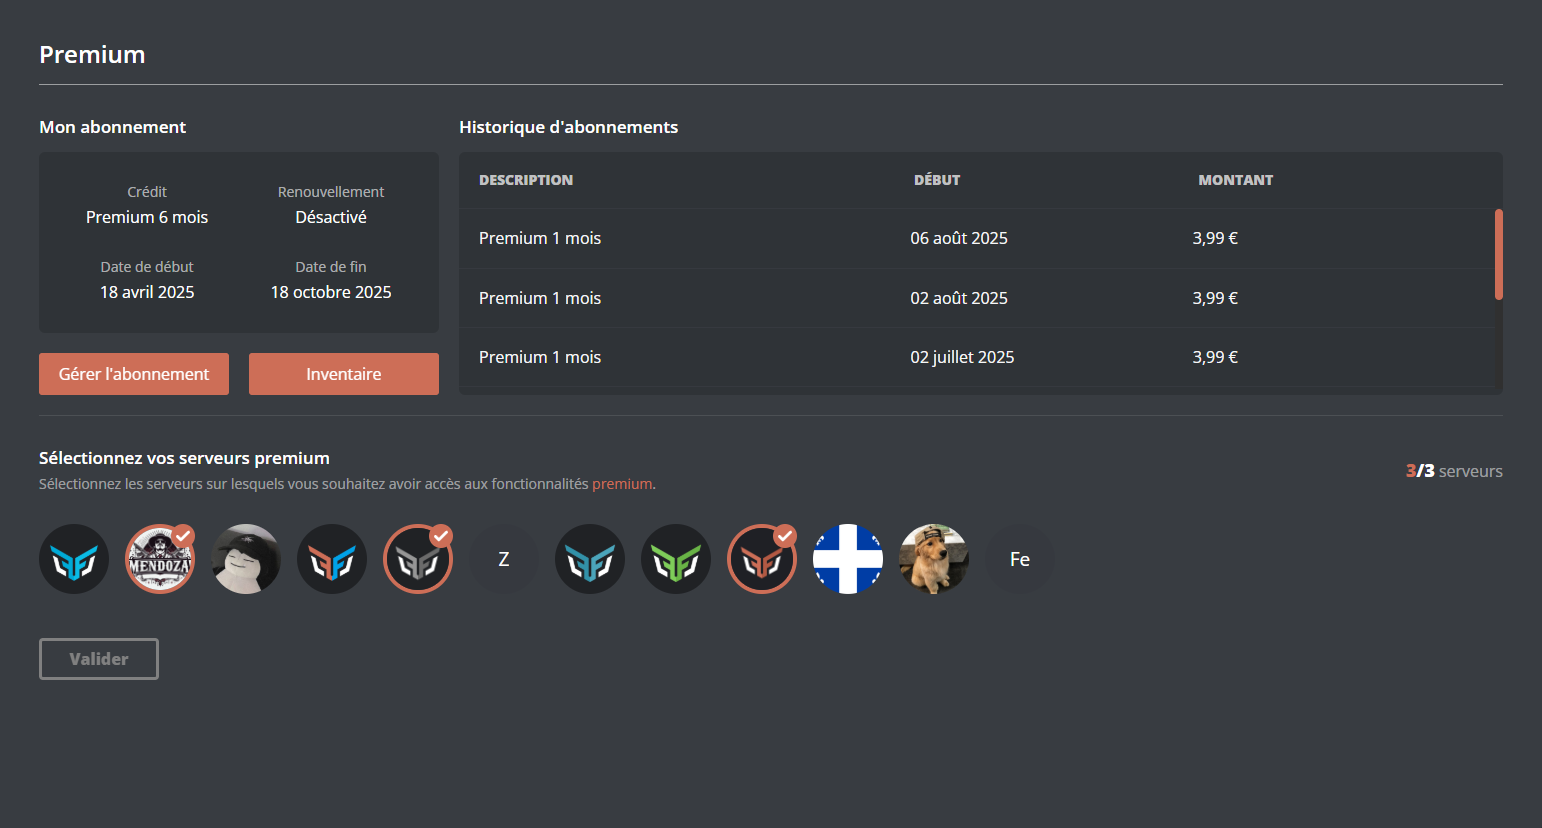 Premium
Mon abonnement
Crédit
Premium 6 mois
Renouvellement
Désactivé
Date de début
18 avril 2025
Date de fin
18 octobre 2025
Gérer l'abonnement
Inventaire
Historique d'abonnements
DESCRIPTION DÉBUT MONTANT
Premium 1 mois 06 août 2025 3,99 €
Premium 1 mois 02 août 2025 3,99 €
Premium 1 mois 02 juillet 2025 3,99 €
Sélectionnez vos serveurs premium
Sélectionnez les serveurs sur lesquels vous souhaitez avoir accès aux fonctionnalités premium.
3/3 serveurs
MENDOZA
Z
Fe
Valider